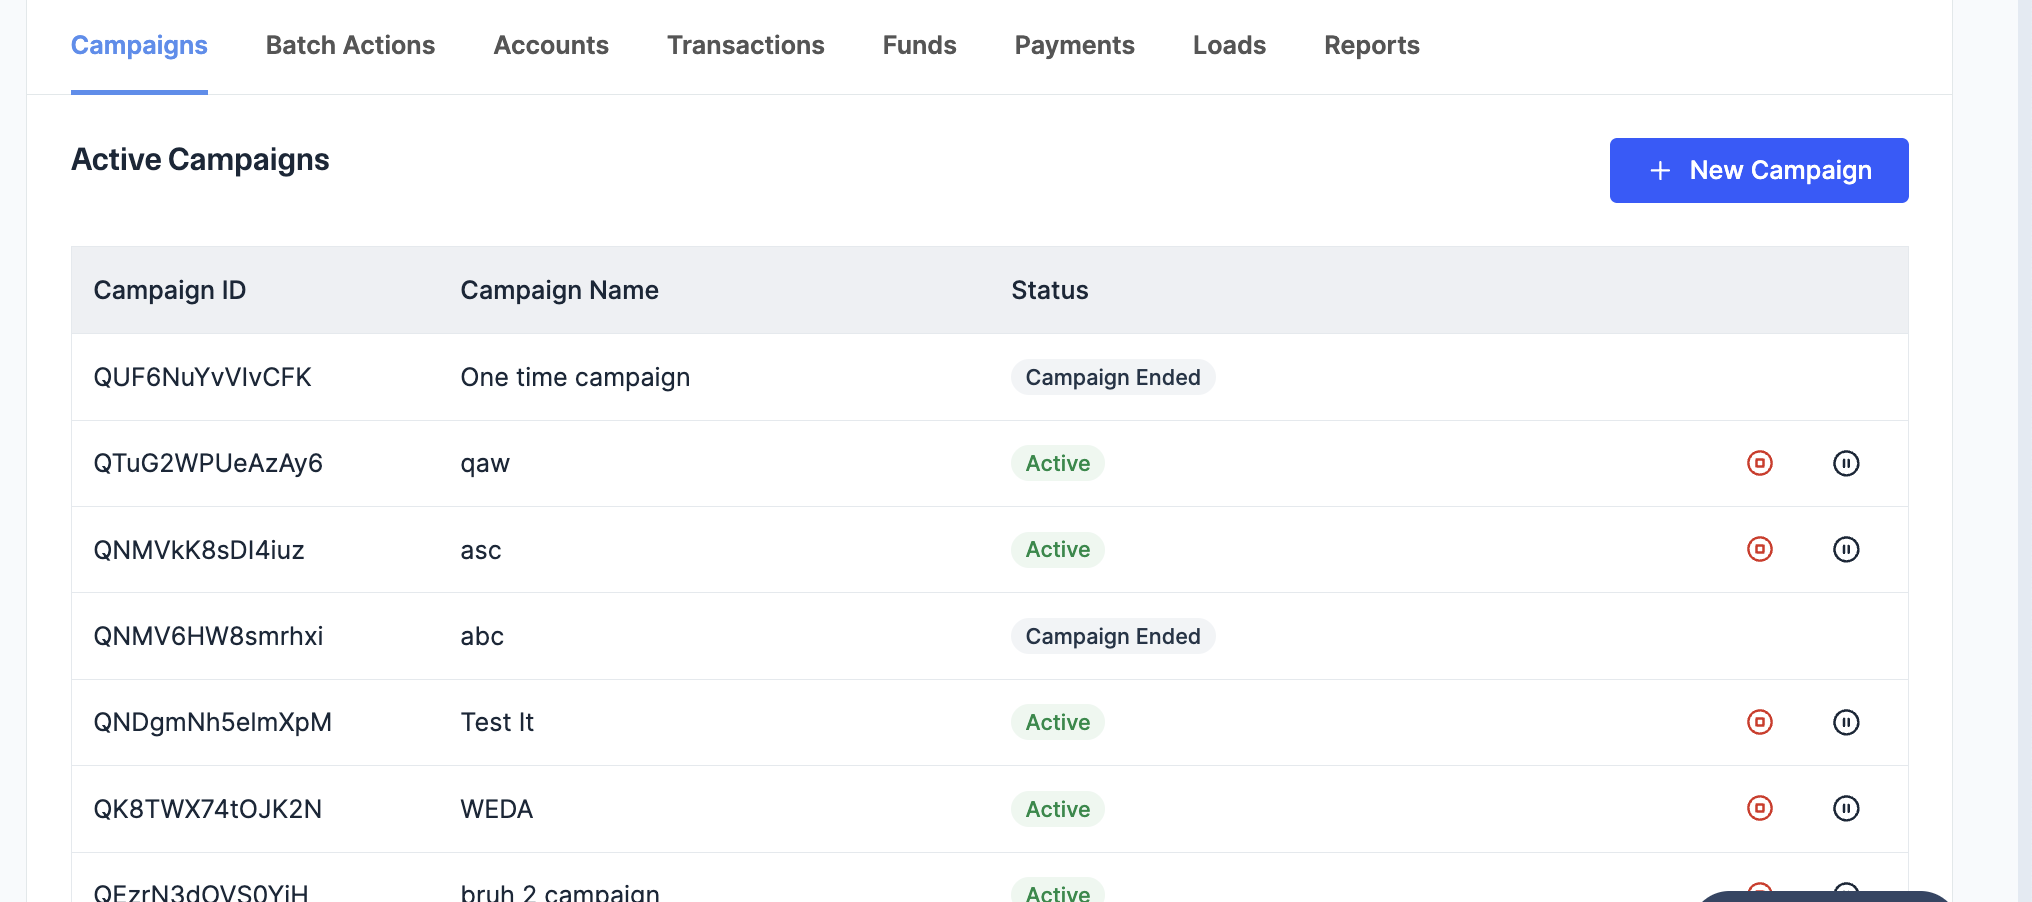 Campaigns Batch Actions Accounts Transactions Funds Payments Loads Reports
Active Campaigns
+ New Campaign
Campaign ID Campaign Name Status
QUF6NuYvVIvCFK One time campaign Campaign Ended
QTuG2WPUeAzAy6 qaw Active
QNMVkK8sDI4iuz asc Active
QNMV6HW8smrhxi abc Campaign Ended
QNDgmNh5elmXpM Test It Active
QK8TWX74tOJK2N WEDA Active
QEzrN3dOVS0YiH bruh 2 campaign Active